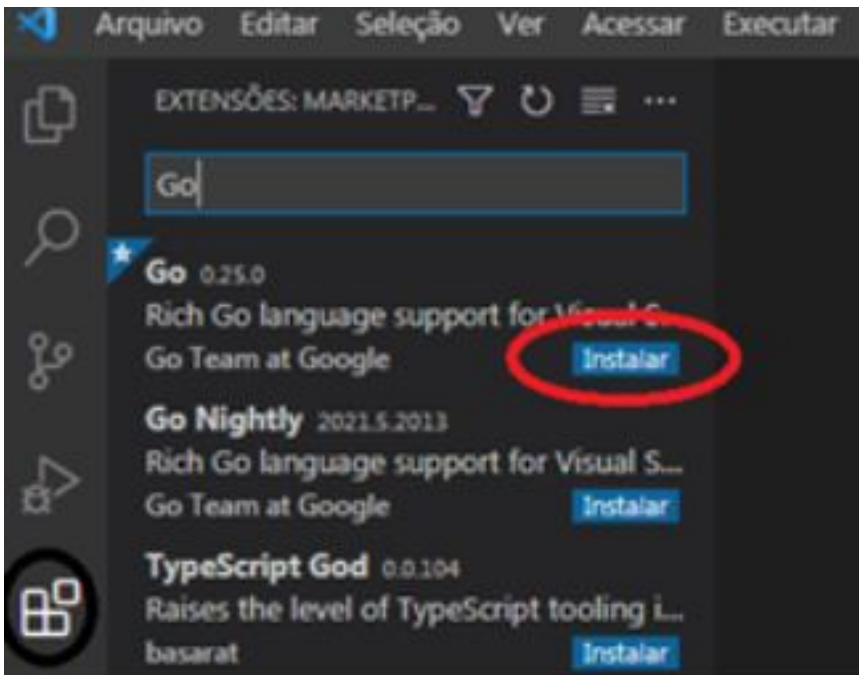 Arquivo Editar Seleção Ver Acessar Executar
EXTENSÕES: MARKETP...
Go
Go 0.25.0
Rich Go language support for Visual S...
Go Team at Google Instalar
Go Nightly 2021.5.2013
Rich Go language support for Visual S...
Go Team at Google Instalar
TypeScript God 0.0.104
Raises the level of TypeScript tooling i...
basarat Instalar